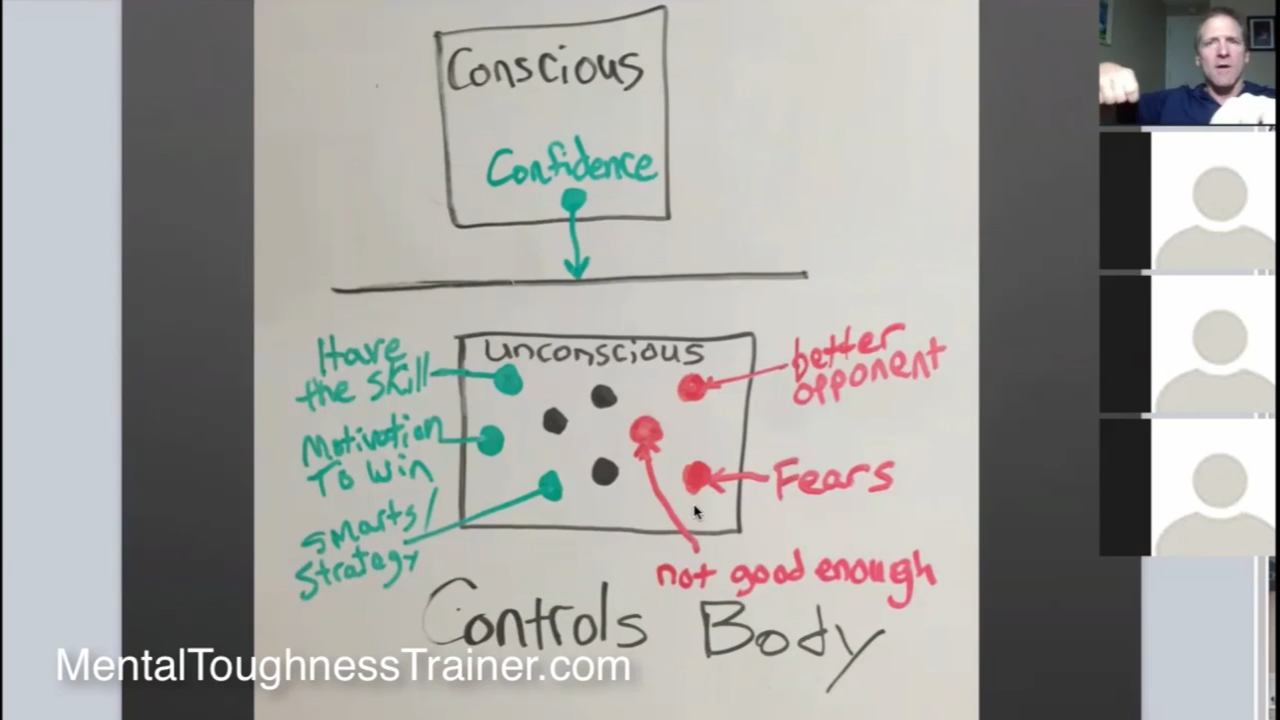 Conscious
Confidence
unconscious
Have
the skill
Motivation
To win
smarts/
strategy
better
opponent
Fears
not good enough
Controls Body
MentalToughnessTrainer.com